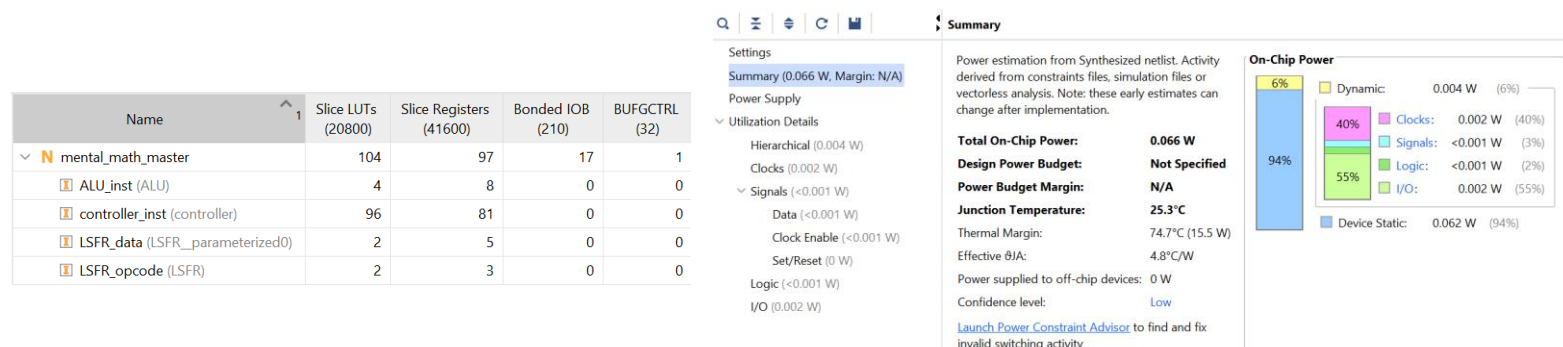 Name 1 Slice LUTs (20800) Slice Registers (41600) Bonded IOB (210) BUFGCTRL (32)
N mental_math_master 104 97 17 1
I ALU_inst (ALU) 4 8 0 0
I controller_inst (controller) 96 81 0 0
I LSFR_data (LSFR__parameterized0) 2 5 0 0
I LSFR_opcode (LSFR) 2 3 0 0
Settings
Summary (0.066 W, Margin: N/A)
Power Supply
Utilization Details
Hierarchical (0.004 W)
Clocks (0.002 W)
Signals (<0.001 W)
Data (<0.001 W)
Clock Enable (<0.001 W)
Set/Reset (0 W)
Logic (<0.001 W)
I/O (0.002 W)
Summary
Power estimation from Synthesized netlist. Activity
derived from constraints files, simulation files or
vectorless analysis. Note: these early estimates can
change after implementation.
Total On-Chip Power: 0.066 W
Design Power Budget: Not Specified
Power Budget Margin: N/A
Junction Temperature: 25.3°C
Thermal Margin: 74.7°C (15.5 W)
Effective ϑJA: 4.8°C/W
Power supplied to off-chip devices: 0 W
Confidence level: Low
Launch Power Constraint Advisor to find and fix
invalid switching activity
On-Chip Power
6%
94%
Dynamic: 0.004 W (6%)
40%
55%
Clocks: 0.002 W (40%)
Signals: <0.001 W (3%)
Logic: <0.001 W (2%)
I/O: 0.002 W (55%)
Device Static: 0.062 W (94%)